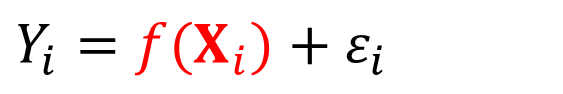 Yᵢ = f(𝐗ᵢ) + εᵢ